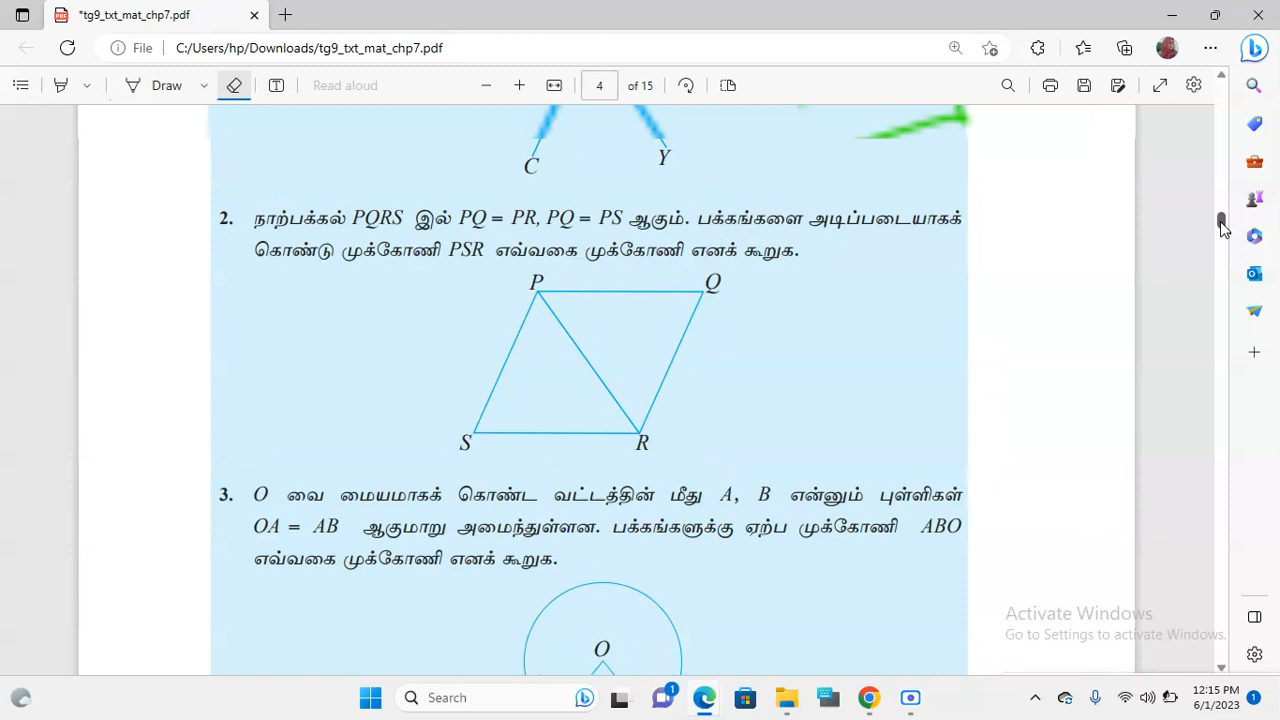 *tg9_txt_mat_chp7.pdf
File C:/Users/hp/Downloads/tg9_txt_mat_chp7.pdf
Draw Read aloud 4 of 15
C Y
2. நாற்பக்கல் PQRS இல் PQ = PR, PQ = PS ஆகும். பக்கங்களை அடிப்படையாகக்
கொண்டு முக்கோணி PSR எவ்வகை முக்கோணி எனக் கூறுக.
P Q
S R
3. O வை மையமாகக் கொண்ட வட்டத்தின் மீது A, B என்னும் புள்ளிகள்
OA = AB ஆகுமாறு அமைந்துள்ளன. பக்கங்களுக்கு ஏற்ப முக்கோணி ABO
எவ்வகை முக்கோணி எனக் கூறுக.
O
Activate Windows
Go to Settings to activate Windows.
Search 1 12:15 PM
6/1/2023 1